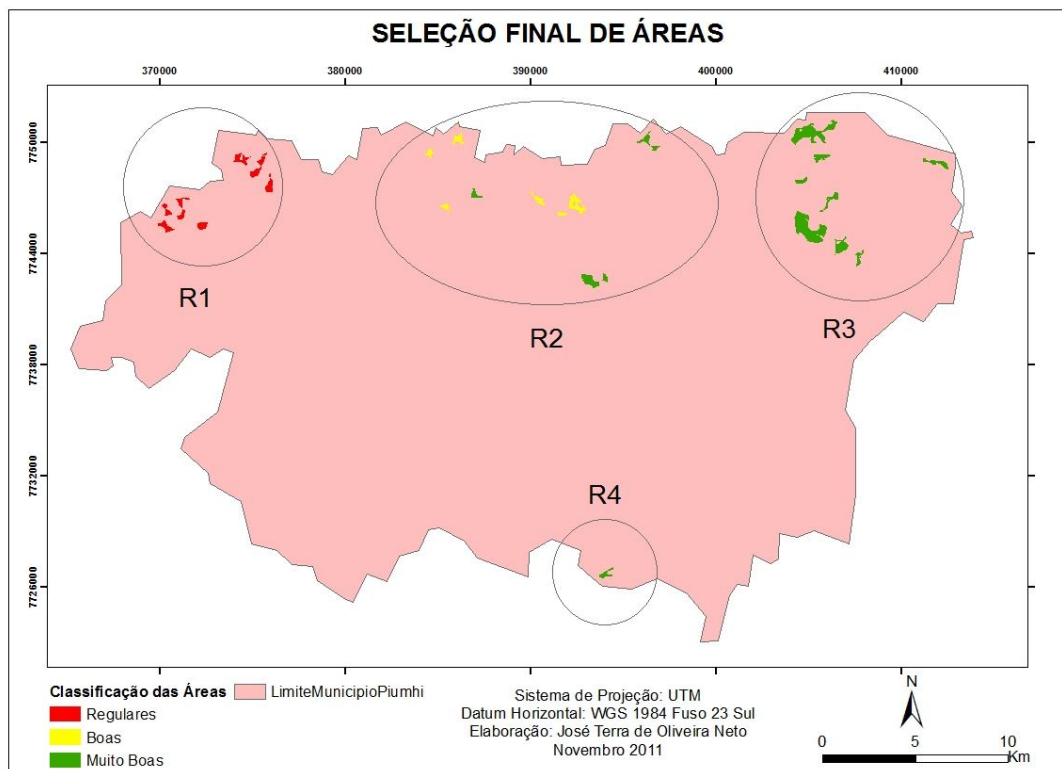 SELEÇÃO FINAL DE ÁREAS
370000 380000 390000 400000 410000
7750000
7744000
7738000
7732000
7726000
R1
R2
R3
R4
Classificação das Áreas
Regulares
Boas
Muito Boas
LimiteMunicipioPiumhi
Sistema de Projeção: UTM
Datum Horizontal: WGS 1984 Fuso 23 Sul
Elaboração: José Terra de Oliveira Neto
Novembro 2011
N
0 5 10
Km